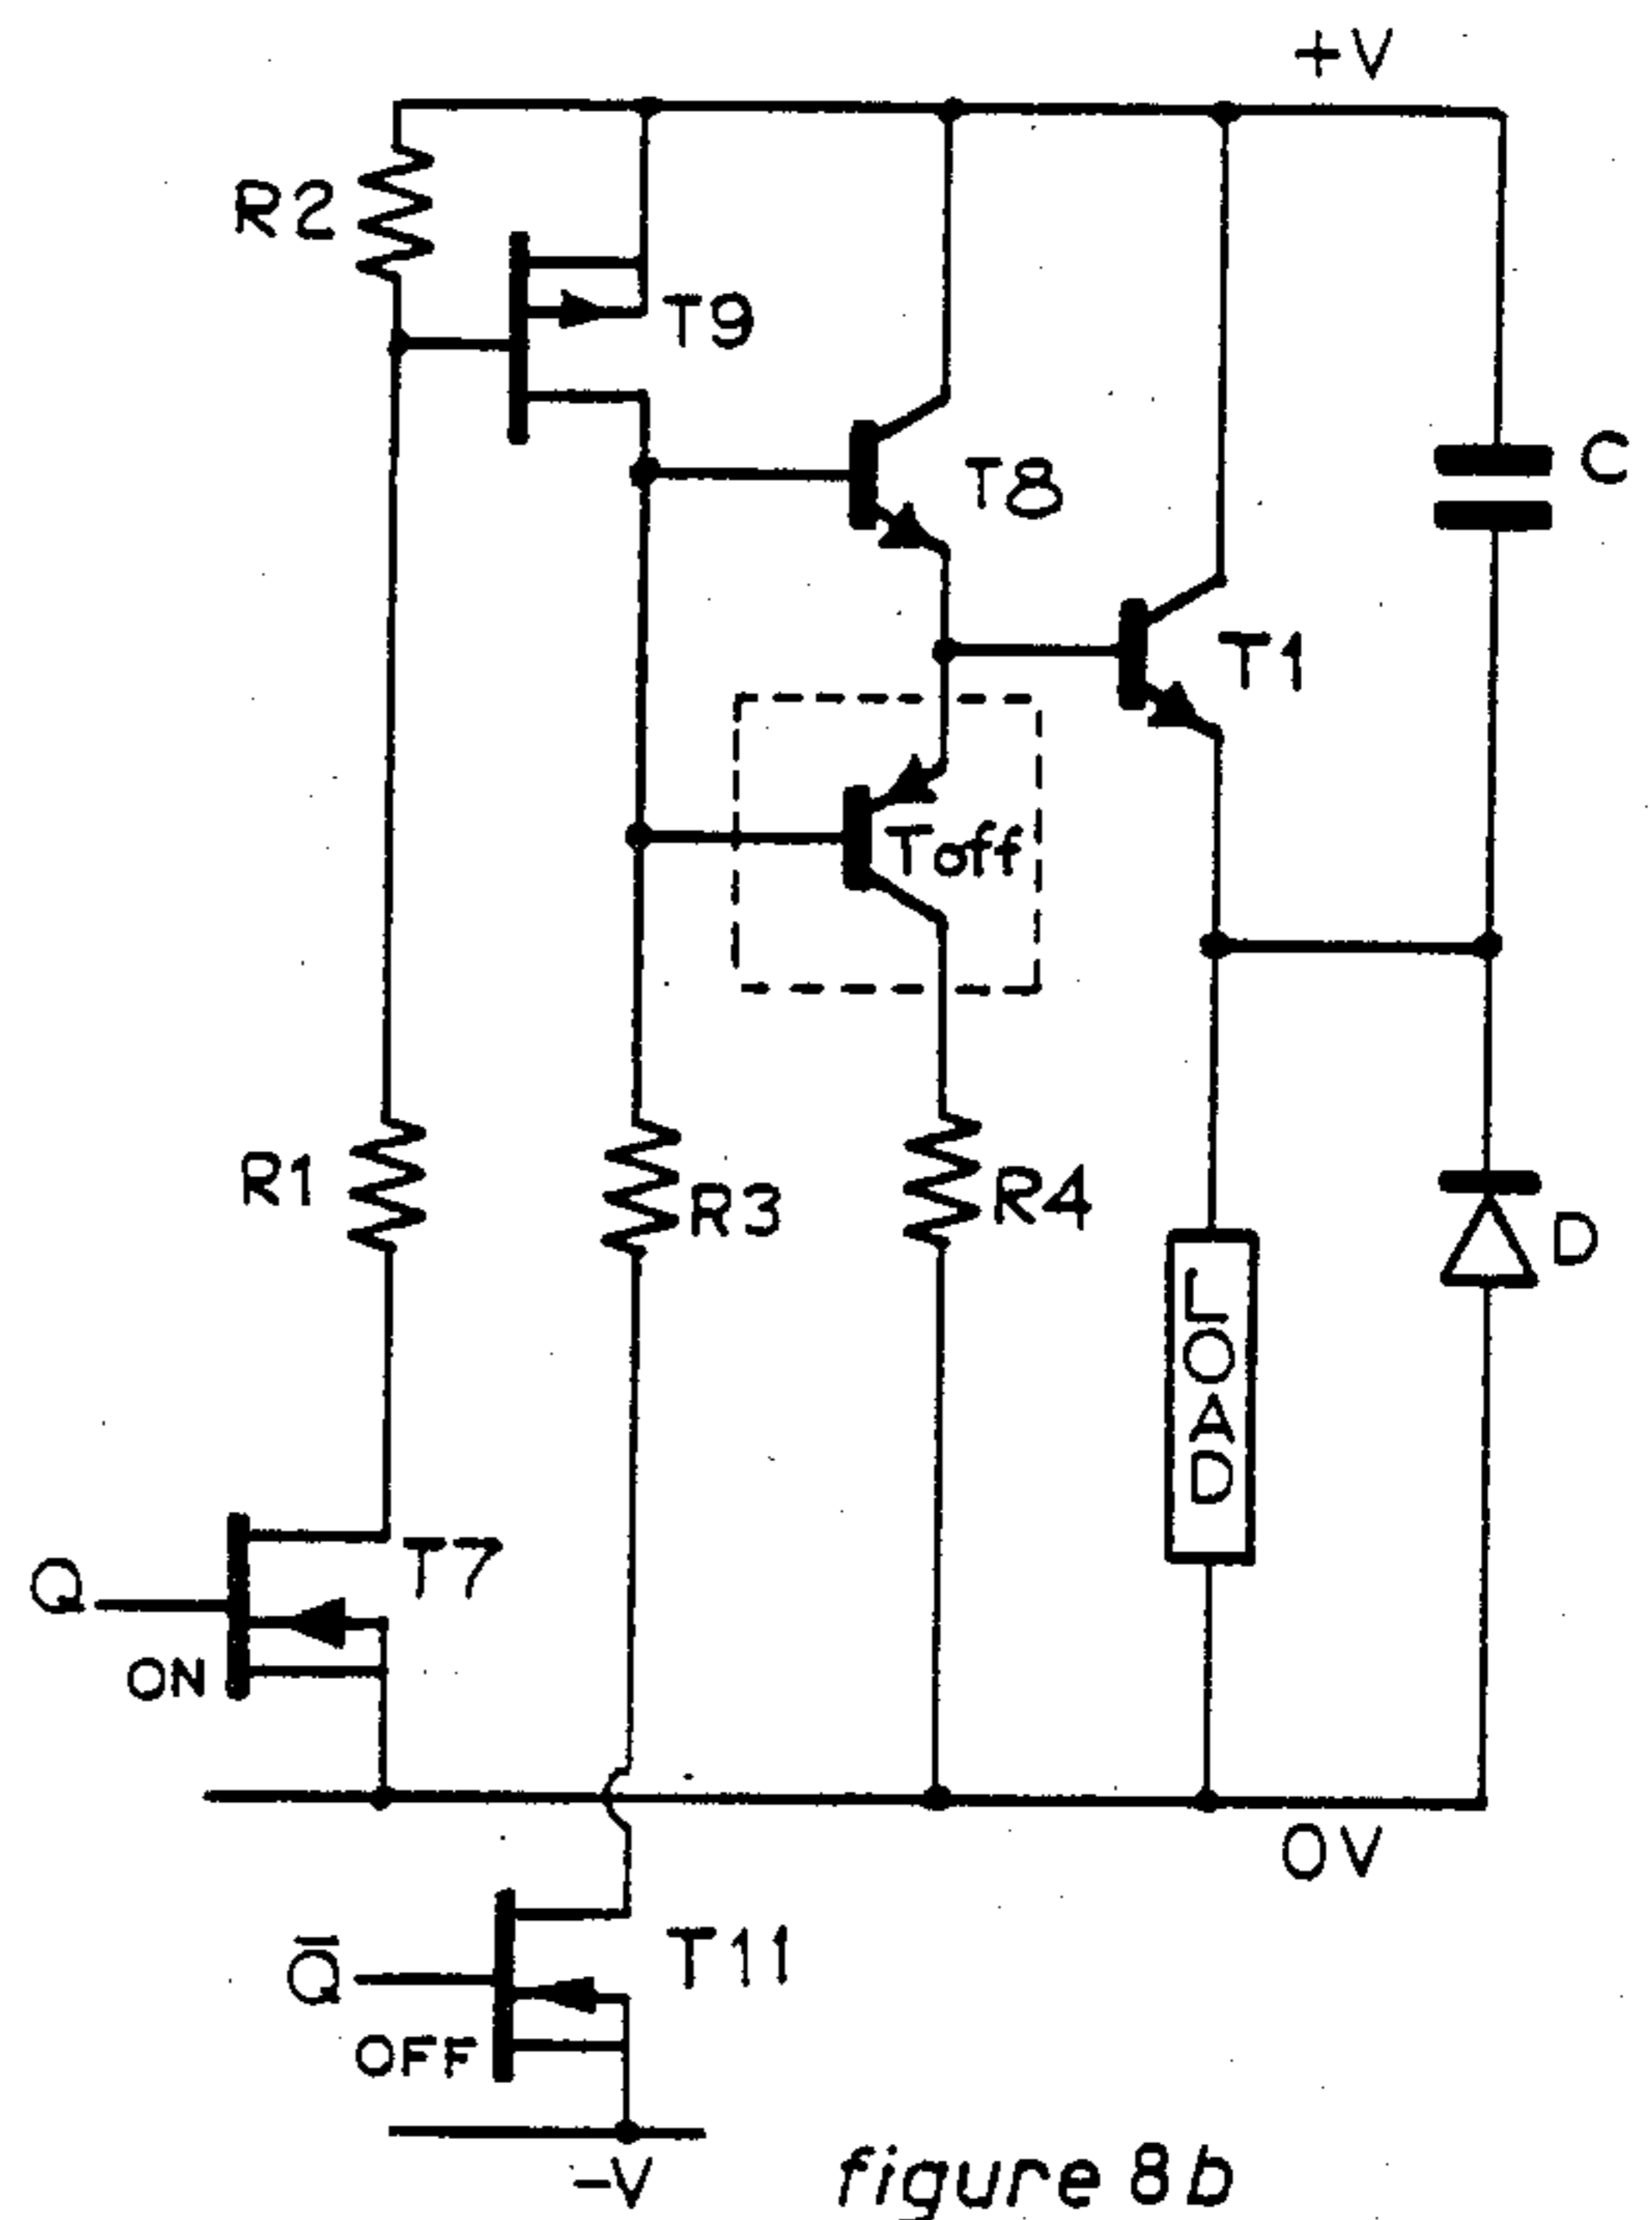 +V
R2
T9
C
T8
T1
Toff
R1
R3
R4
D
LOAD
Q
T7
ON
0V
Q̅
T11
OFF
-V
figure 8b